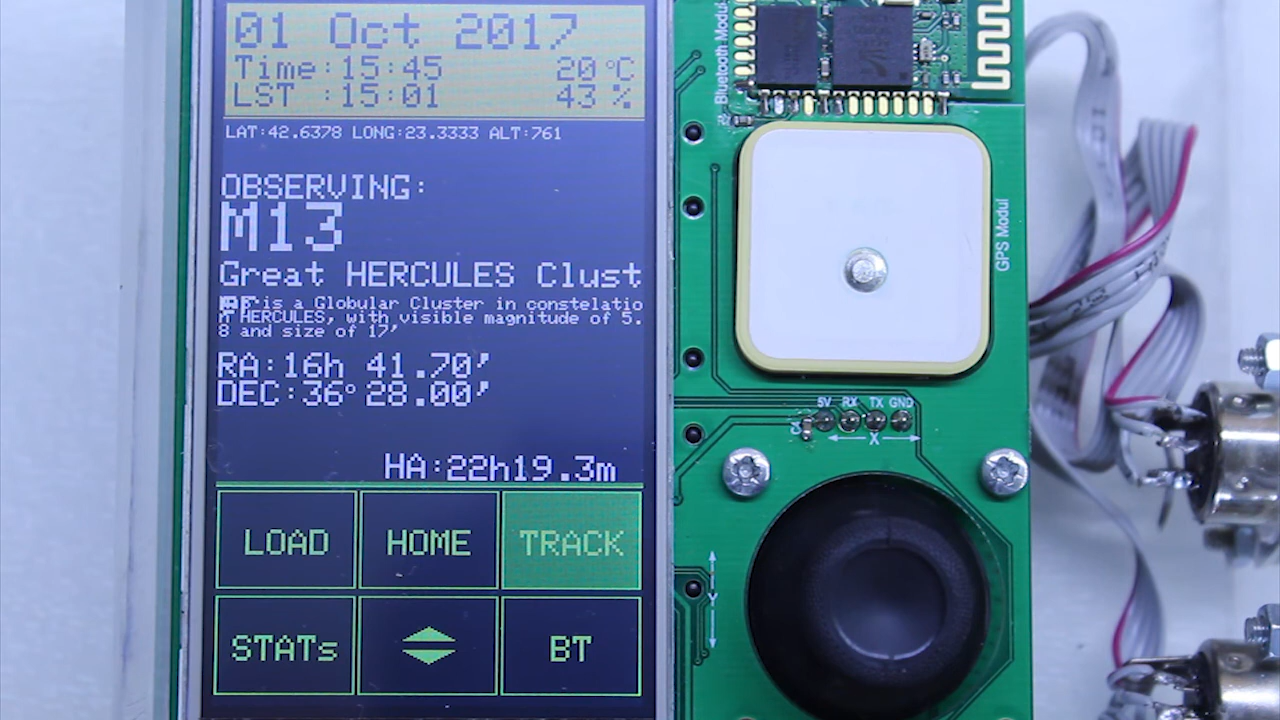 01 Oct 2017
Time:15:45 20°C
LST :15:01 43 %
LAT:42.6378 LONG:23.3333 ALT:761
OBSERVING:
M13
Great HERCULES Clust
is a Globular Cluster in constelatio
n HERCULES, with visible magnitude of 5.
8 and size of 17'
RA:16h 41.70'
DEC:36° 28.00'
HA:22h19.3m
LOAD HOME TRACK
STATs BT
Bluetooth Modul
GPS Modul
5V RX TX GND
X
Y